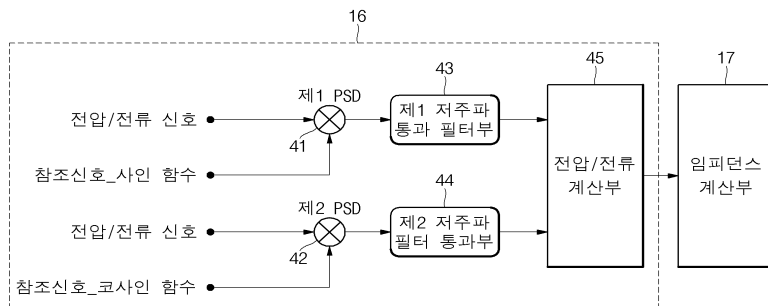 16
43
45
17
제1 PSD
전압/전류 신호
제1 저주파
통과 필터부
41
참조신호_사인 함수
전압/전류
계산부
임피던스
계산부
44
제2 PSD
전압/전류 신호
제2 저주파
필터 통과부
42
참조신호_코사인 함수